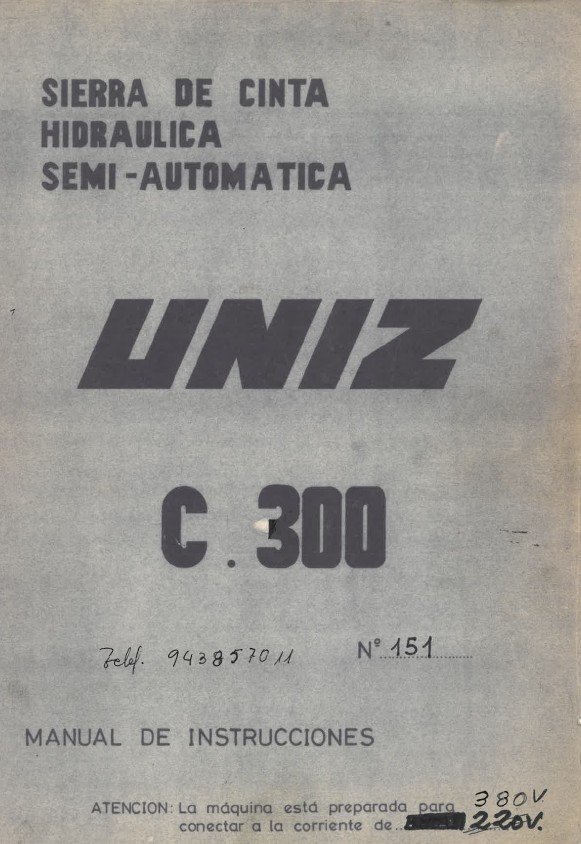 SIERRA DE CINTA
HIDRAULICA
SEMI-AUTOMATICA
UNIZ
C.300
Telef. 943857011
Nº 151
MANUAL DE INSTRUCCIONES
ATENCION: La máquina está preparada para 380V.
conectar a la corriente de 220V.